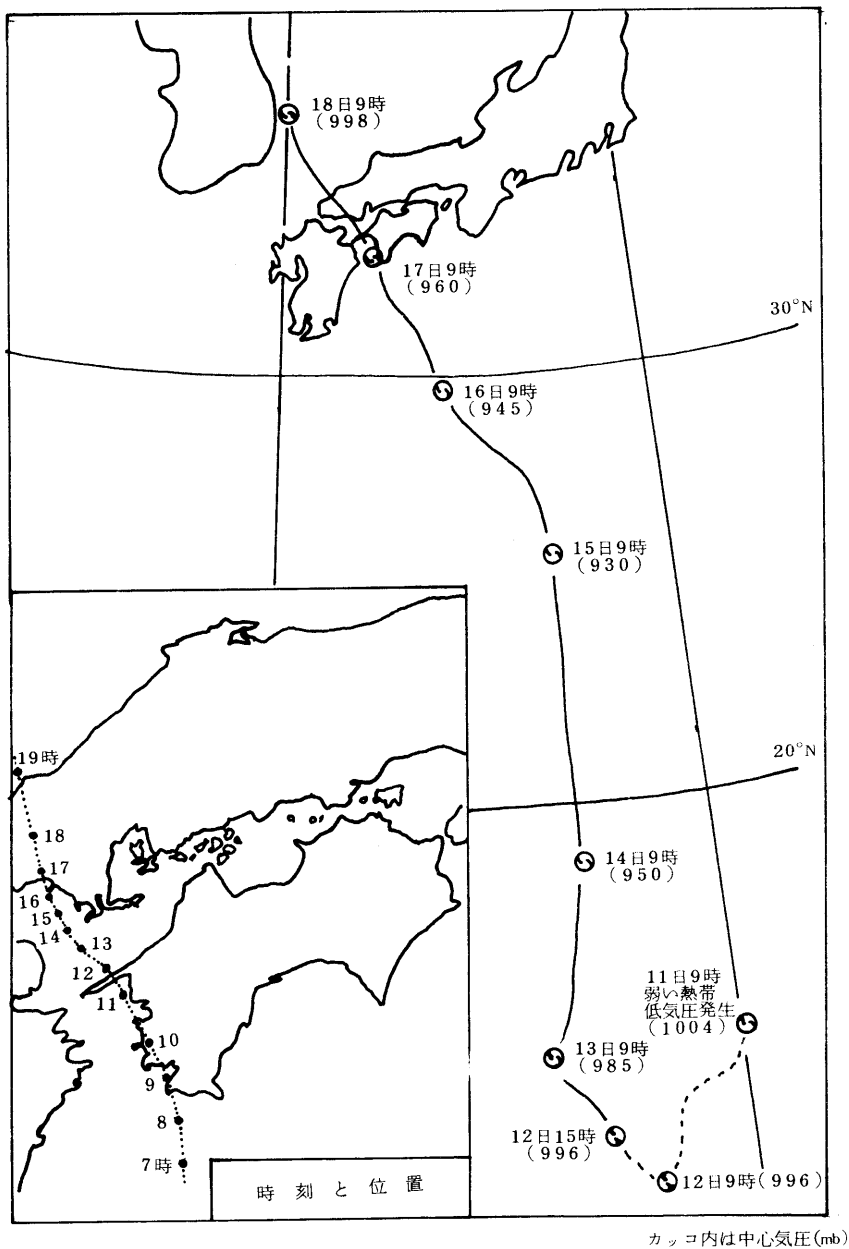 18日9時
(998)
17日9時
(960)
30°N
16日9時
(945)
15日9時
(930)
20°N
14日9時
(950)
11日9時
弱い熱帯
低気圧発生
(1004)
13日9時
(985)
12日15時
(996)
12日9時(996)
19時
18
17
16
15
14
13
12
11
10
9
8
7時
時刻と位置
カッコ内は中心気圧(mb)